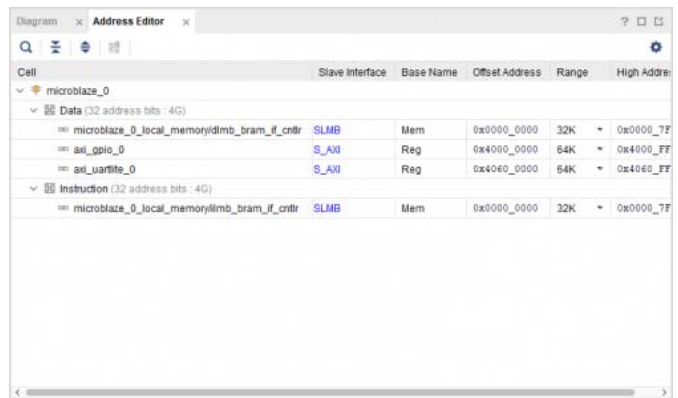 Diagram × Address Editor × ?
Cell Slave Interface Base Name Offset Address Range High Addre
microblaze_0
Data (32 address bits : 4G)
microblaze_0_local_memory/dlmb_bram_if_cntlr SLMB Mem 0x0000_0000 32K 0x0000_7F
axi_gpio_0 S_AXI Reg 0x4000_0000 64K 0x4000_FF
axi_uartlite_0 S_AXI Reg 0x4060_0000 64K 0x4060_FF
Instruction (32 address bits : 4G)
microblaze_0_local_memory/ilmb_bram_if_cntlr SLMB Mem 0x0000_0000 32K 0x0000_7F